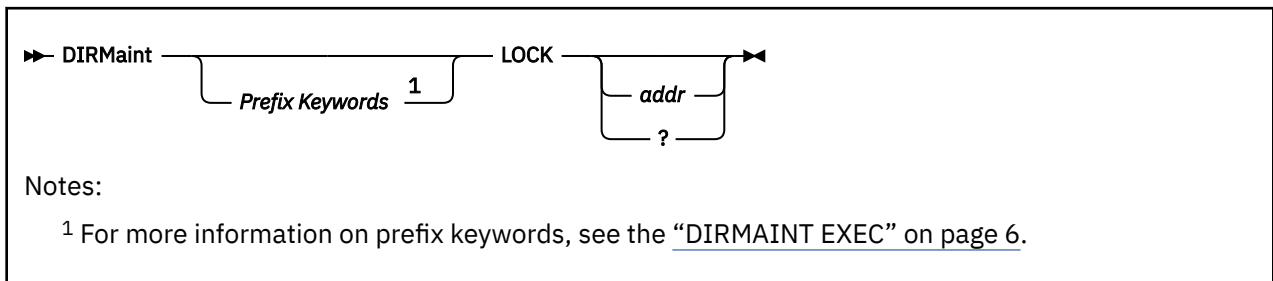 DIRMaint Prefix Keywords 1 LOCK addr ?
Notes:
1 For more information on prefix keywords, see the “DIRMAINT EXEC” on page 6.